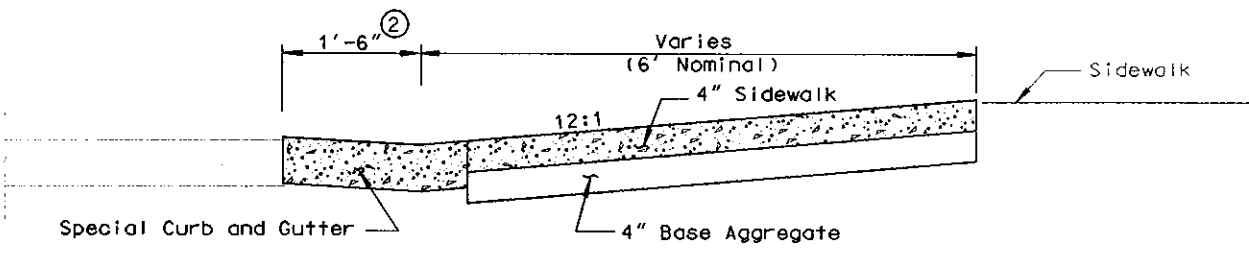 1'-6" ②
Varies
(6' Nominal)
Sidewalk
4" Sidewalk
12:1
Special Curb and Gutter
4" Base Aggregate